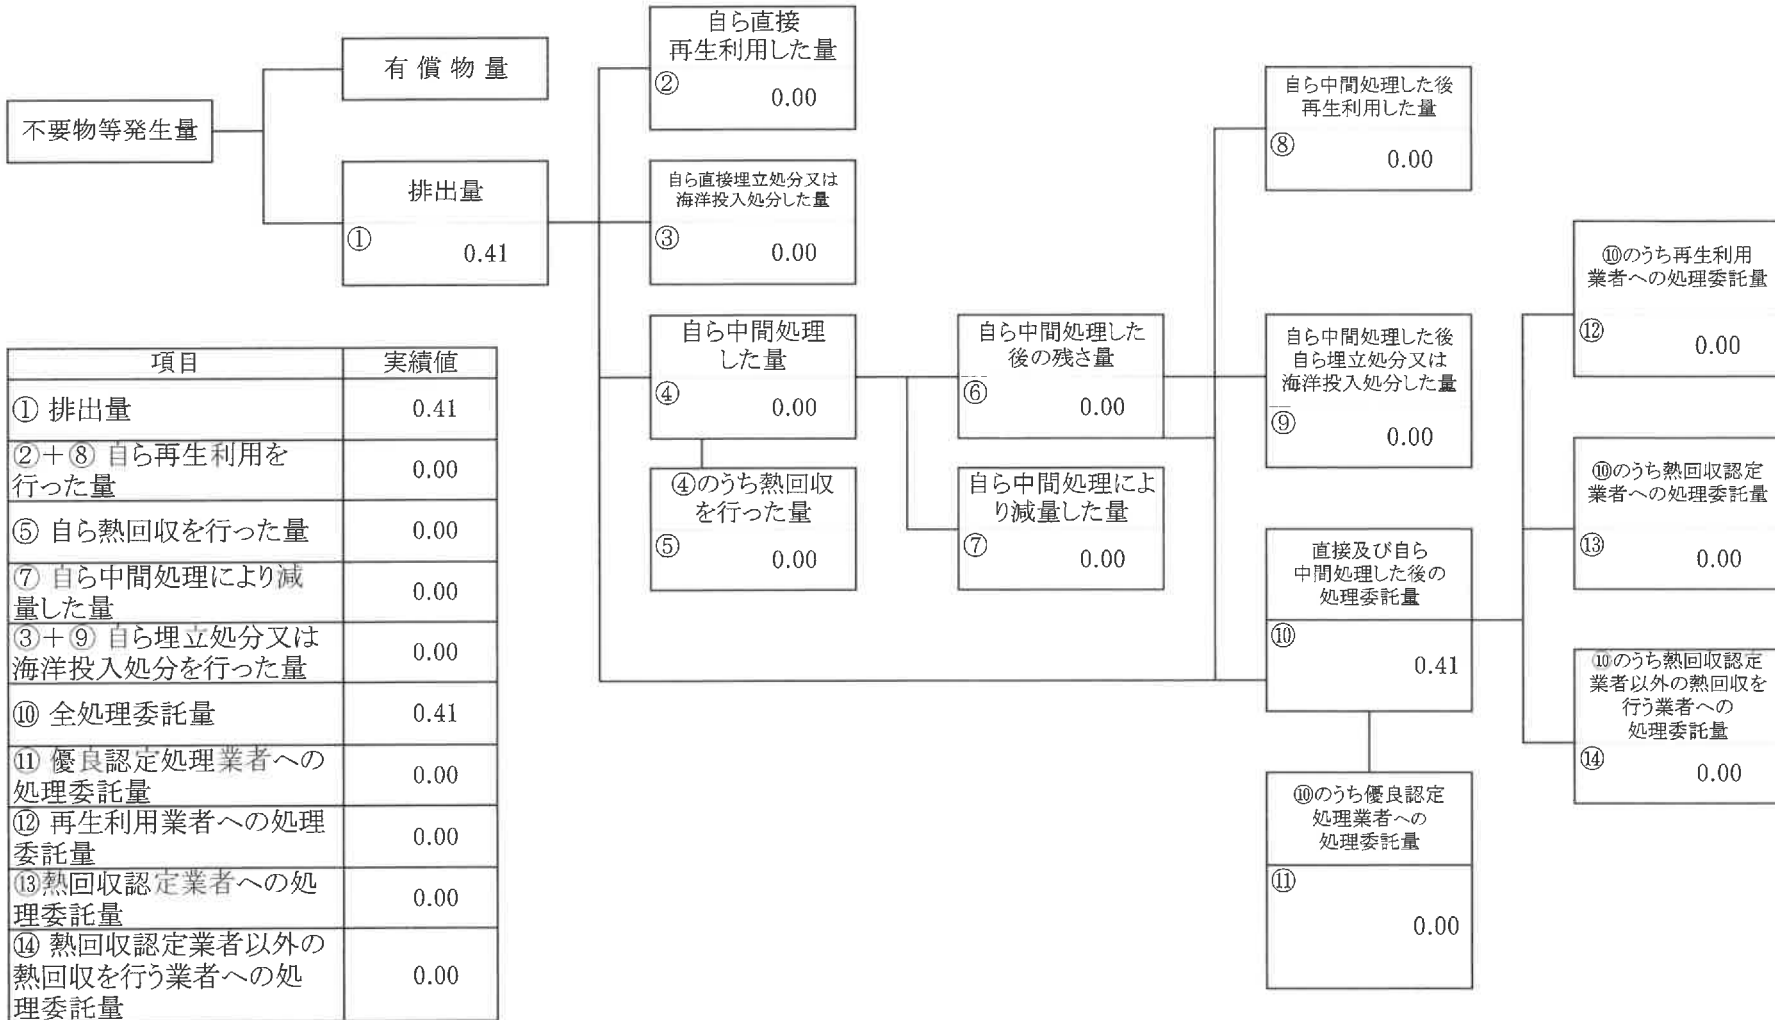 不要物等発生量
有 償 物 量
排出量
①
0.41
自ら直接
再生利用した量
②
0.00
自ら直接埋立処分又は
海洋投入処分した量
③
0.00
自ら中間処理
した量
④
0.00
④のうち熱回収
を行った量
⑤
0.00
自ら中間処理した
後の残さ量
⑥
0.00
自ら中間処理によ
り減量した量
⑦
0.00
自ら中間処理した後
再生利用した量
⑧
0.00
自ら中間処理した後
自ら埋立処分又は
海洋投入処分した量
⑨
0.00
直接及び自ら
中間処理した後の
処理委託量
⑩
0.41
⑩のうち優良認定
処理業者への
処理委託量
⑪
0.00
⑩のうち再生利用
業者への処理委託量
⑫
0.00
⑩のうち熱回収認定
業者への処理委託量
⑬
0.00
⑩のうち熱回収認定
業者以外の熱回収を
行う業者への
処理委託量
⑭
0.00
項目 実績値
① 排出量 0.41
②+⑧ 自ら再生利用を
行った量 0.00
⑤ 自ら熱回収を行った量 0.00
⑦ 自ら中間処理により減
量した量 0.00
③+⑨ 自ら埋立処分又は
海洋投入処分を行った量 0.00
⑩ 全処理委託量 0.41
⑪ 優良認定処理業者への
処理委託量 0.00
⑫ 再生利用業者への処理
委託量 0.00
⑬熱回収認定業者への処
理委託量 0.00
⑭ 熱回収認定業者以外の
熱回収を行う業者への処
理委託量 0.00